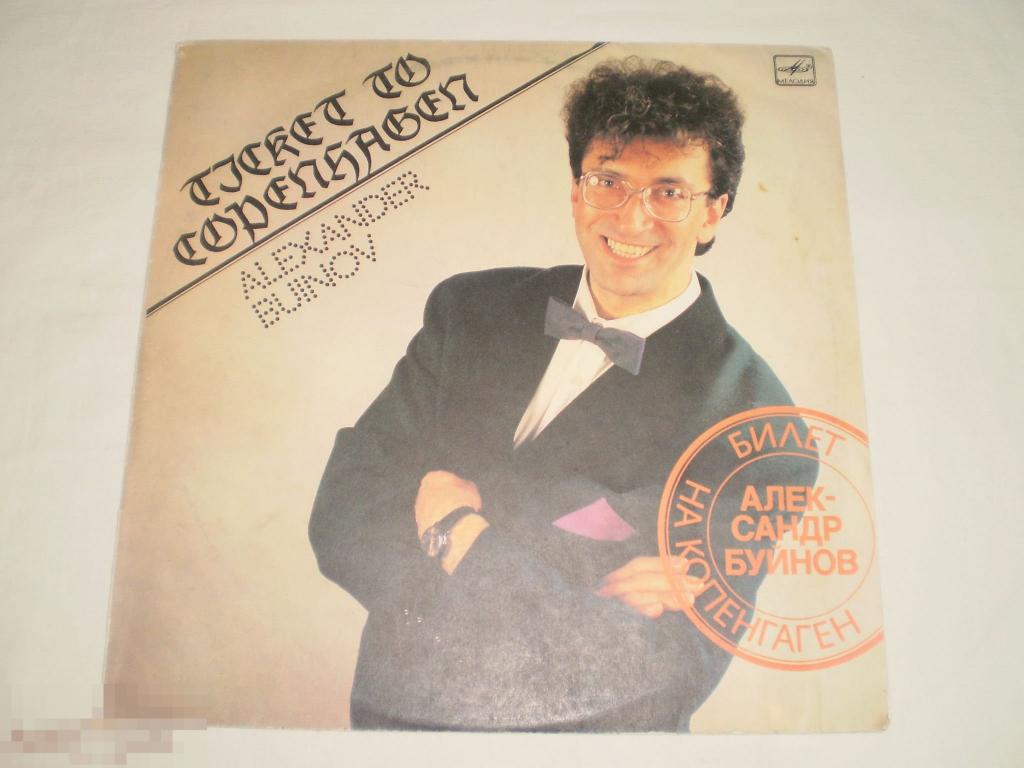 TICKET TO
COPENHAGEN
ALEXANDER
BUINOV
МЕЛОДИЯ
БИЛЕТ
НА КОПЕНГАГЕН
АЛЕК-
САНДР
БУЙНОВ